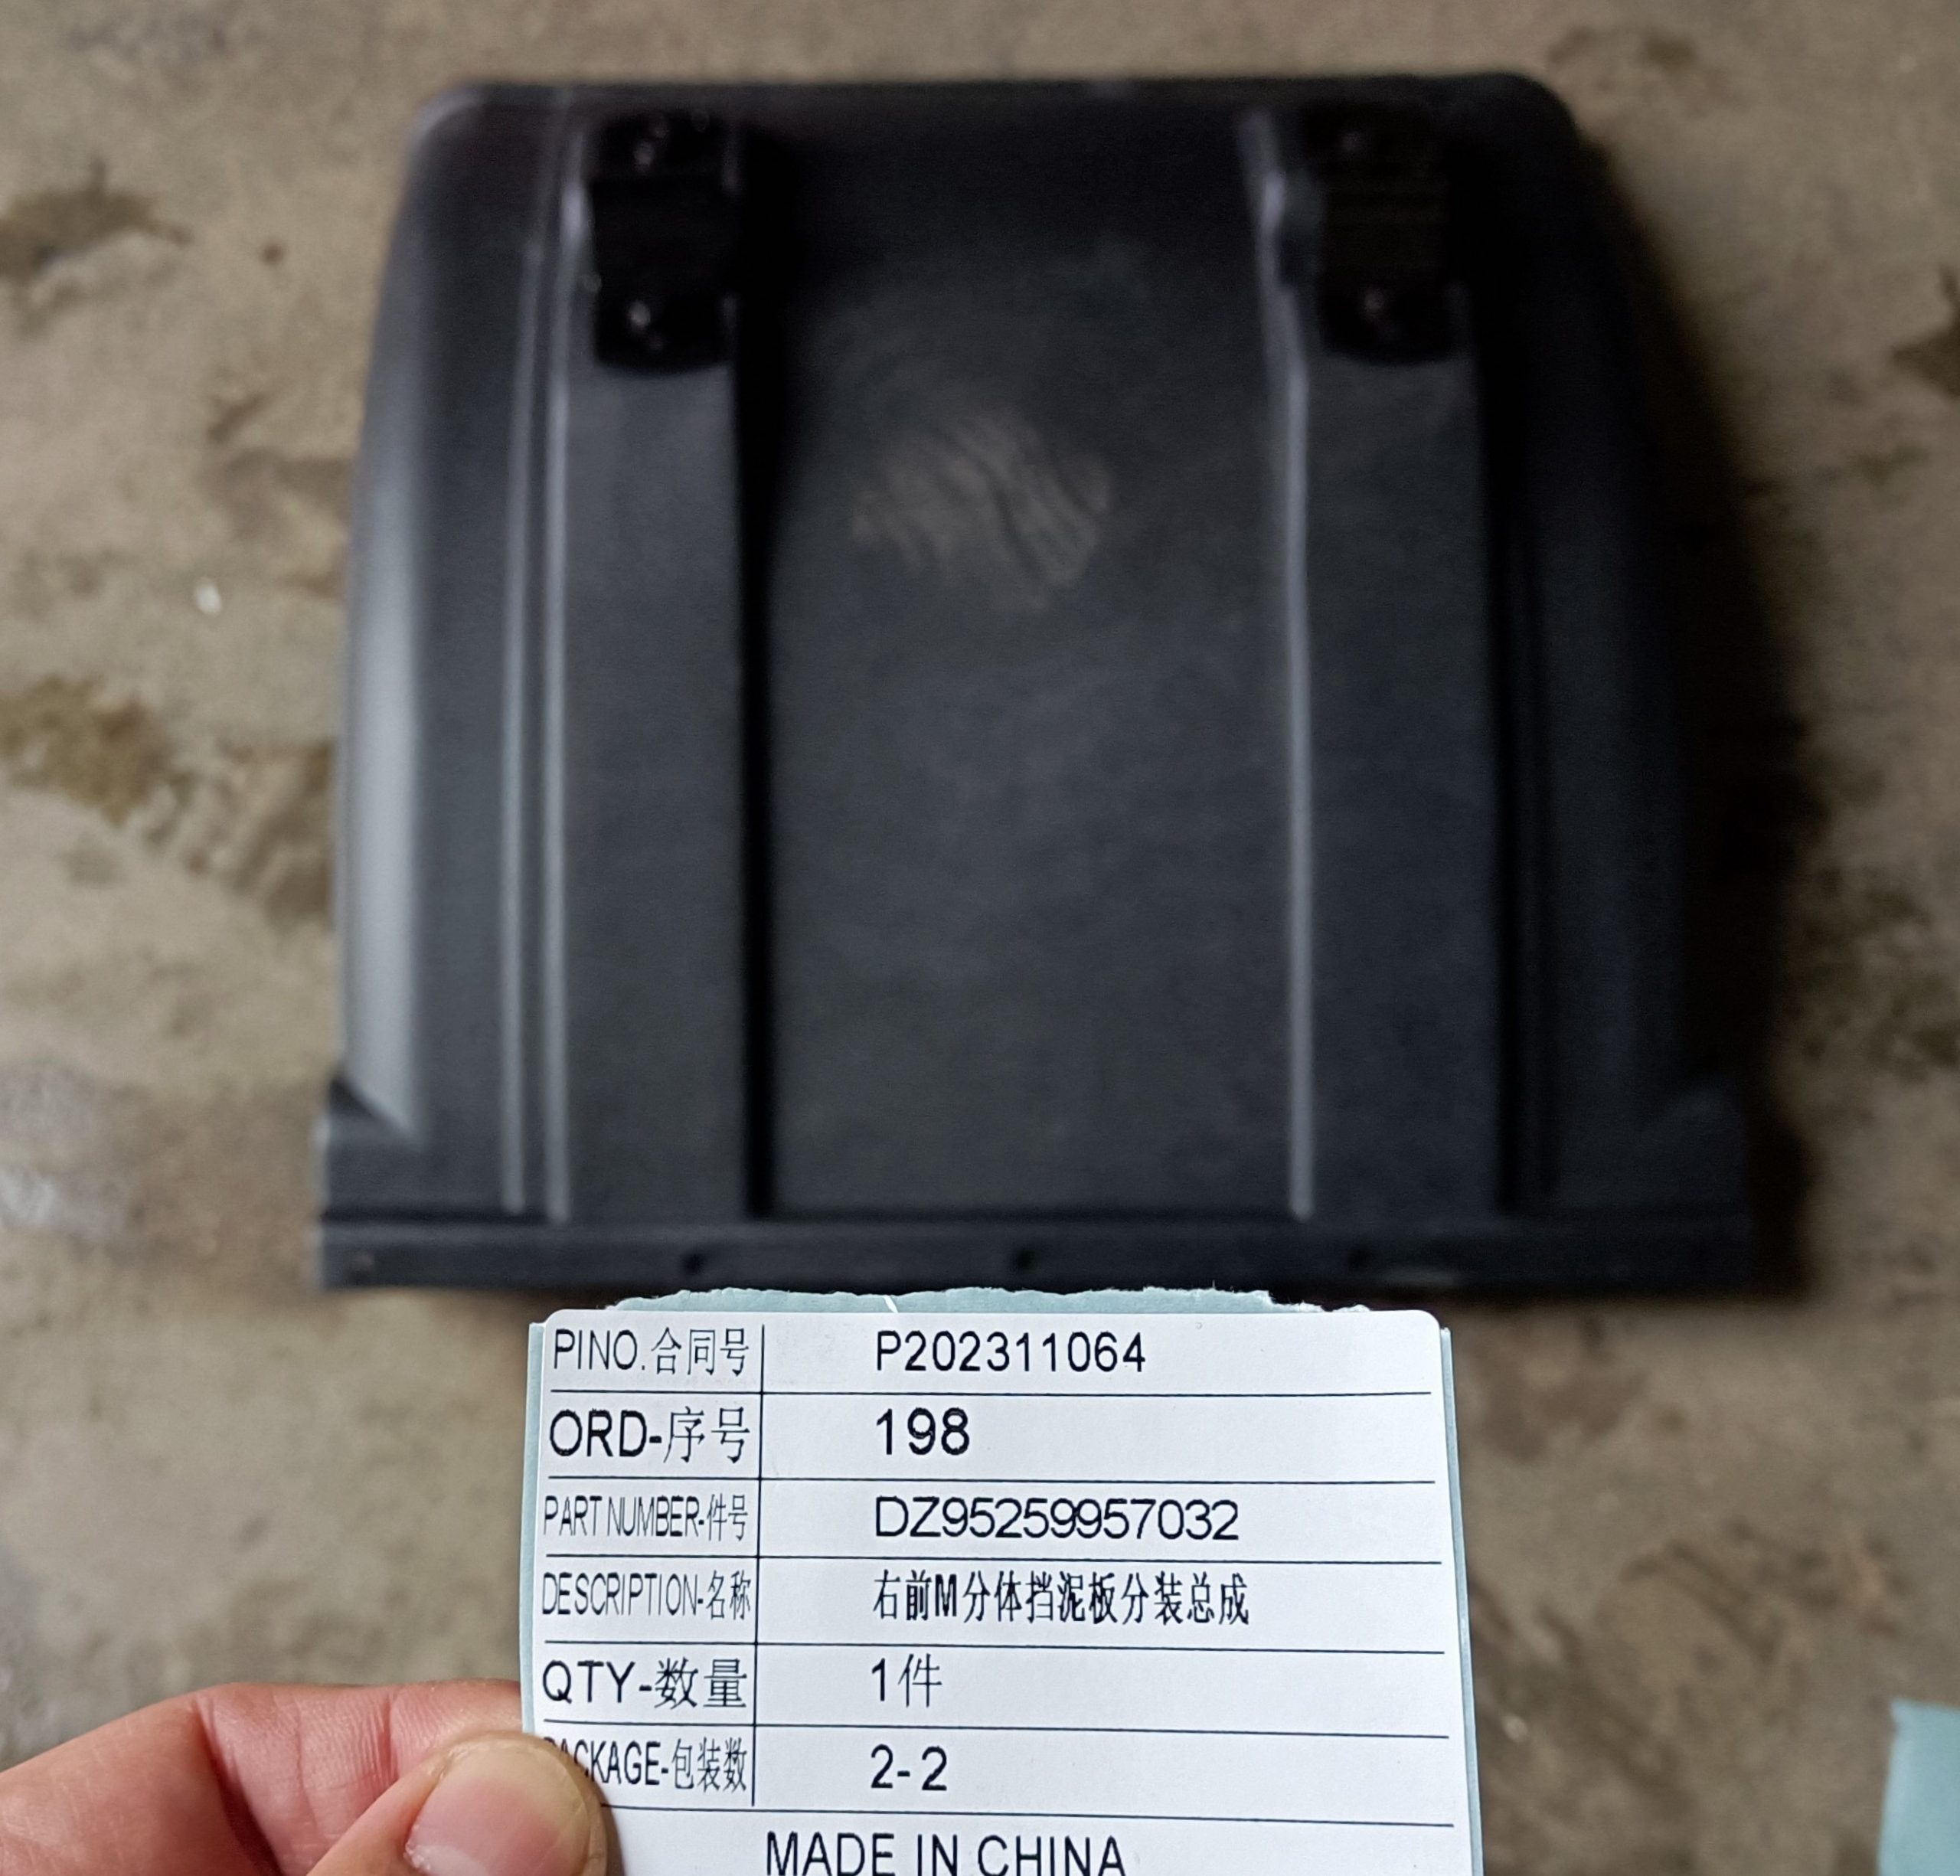 PINO.合同号 P202311064
ORD-序号 198
PART NUMBER-件号 DZ95259957032
DESCRIPTION-名称 右前M分体挡泥板分装总成
QTY-数量 1件
PACKAGE-包装数 2-2
MADE IN CHINA